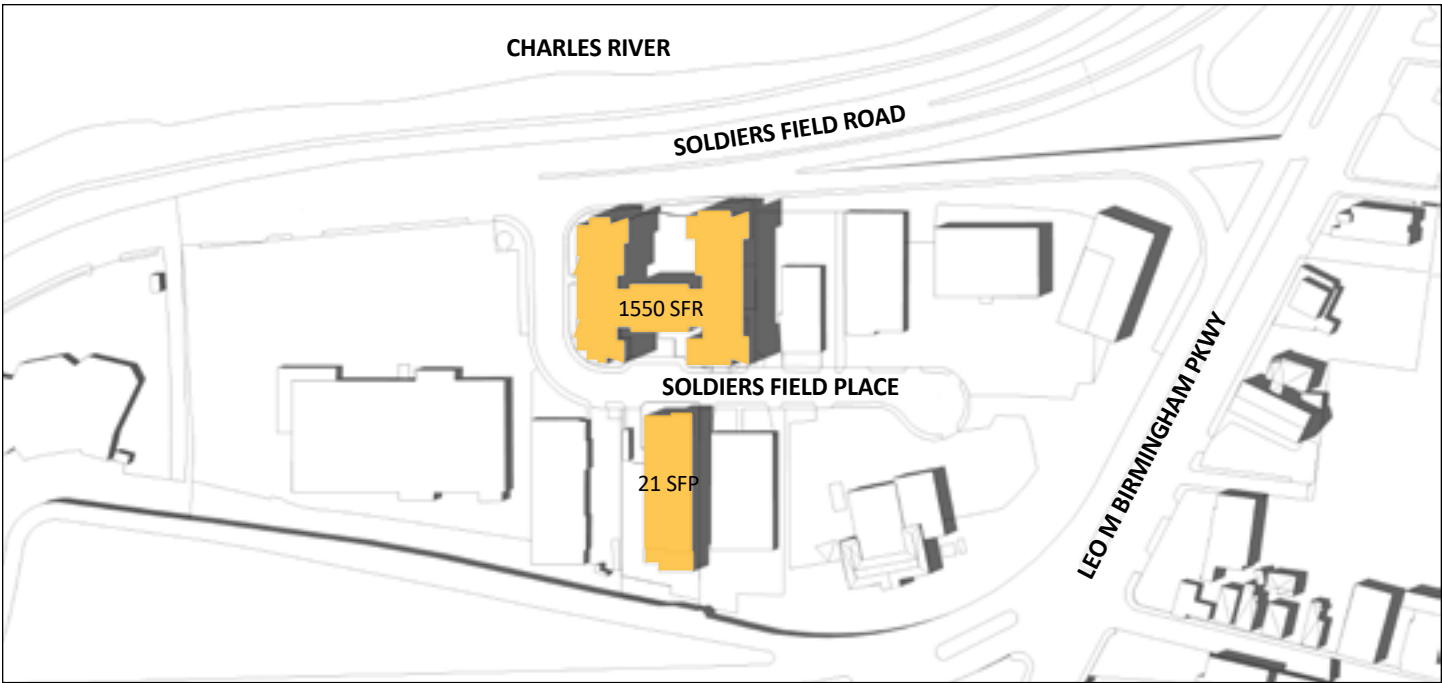 CHARLES RIVER
SOLDIERS FIELD ROAD
1550 SFR
SOLDIERS FIELD PLACE
21 SFP
LEO M BIRMINGHAM PKWY